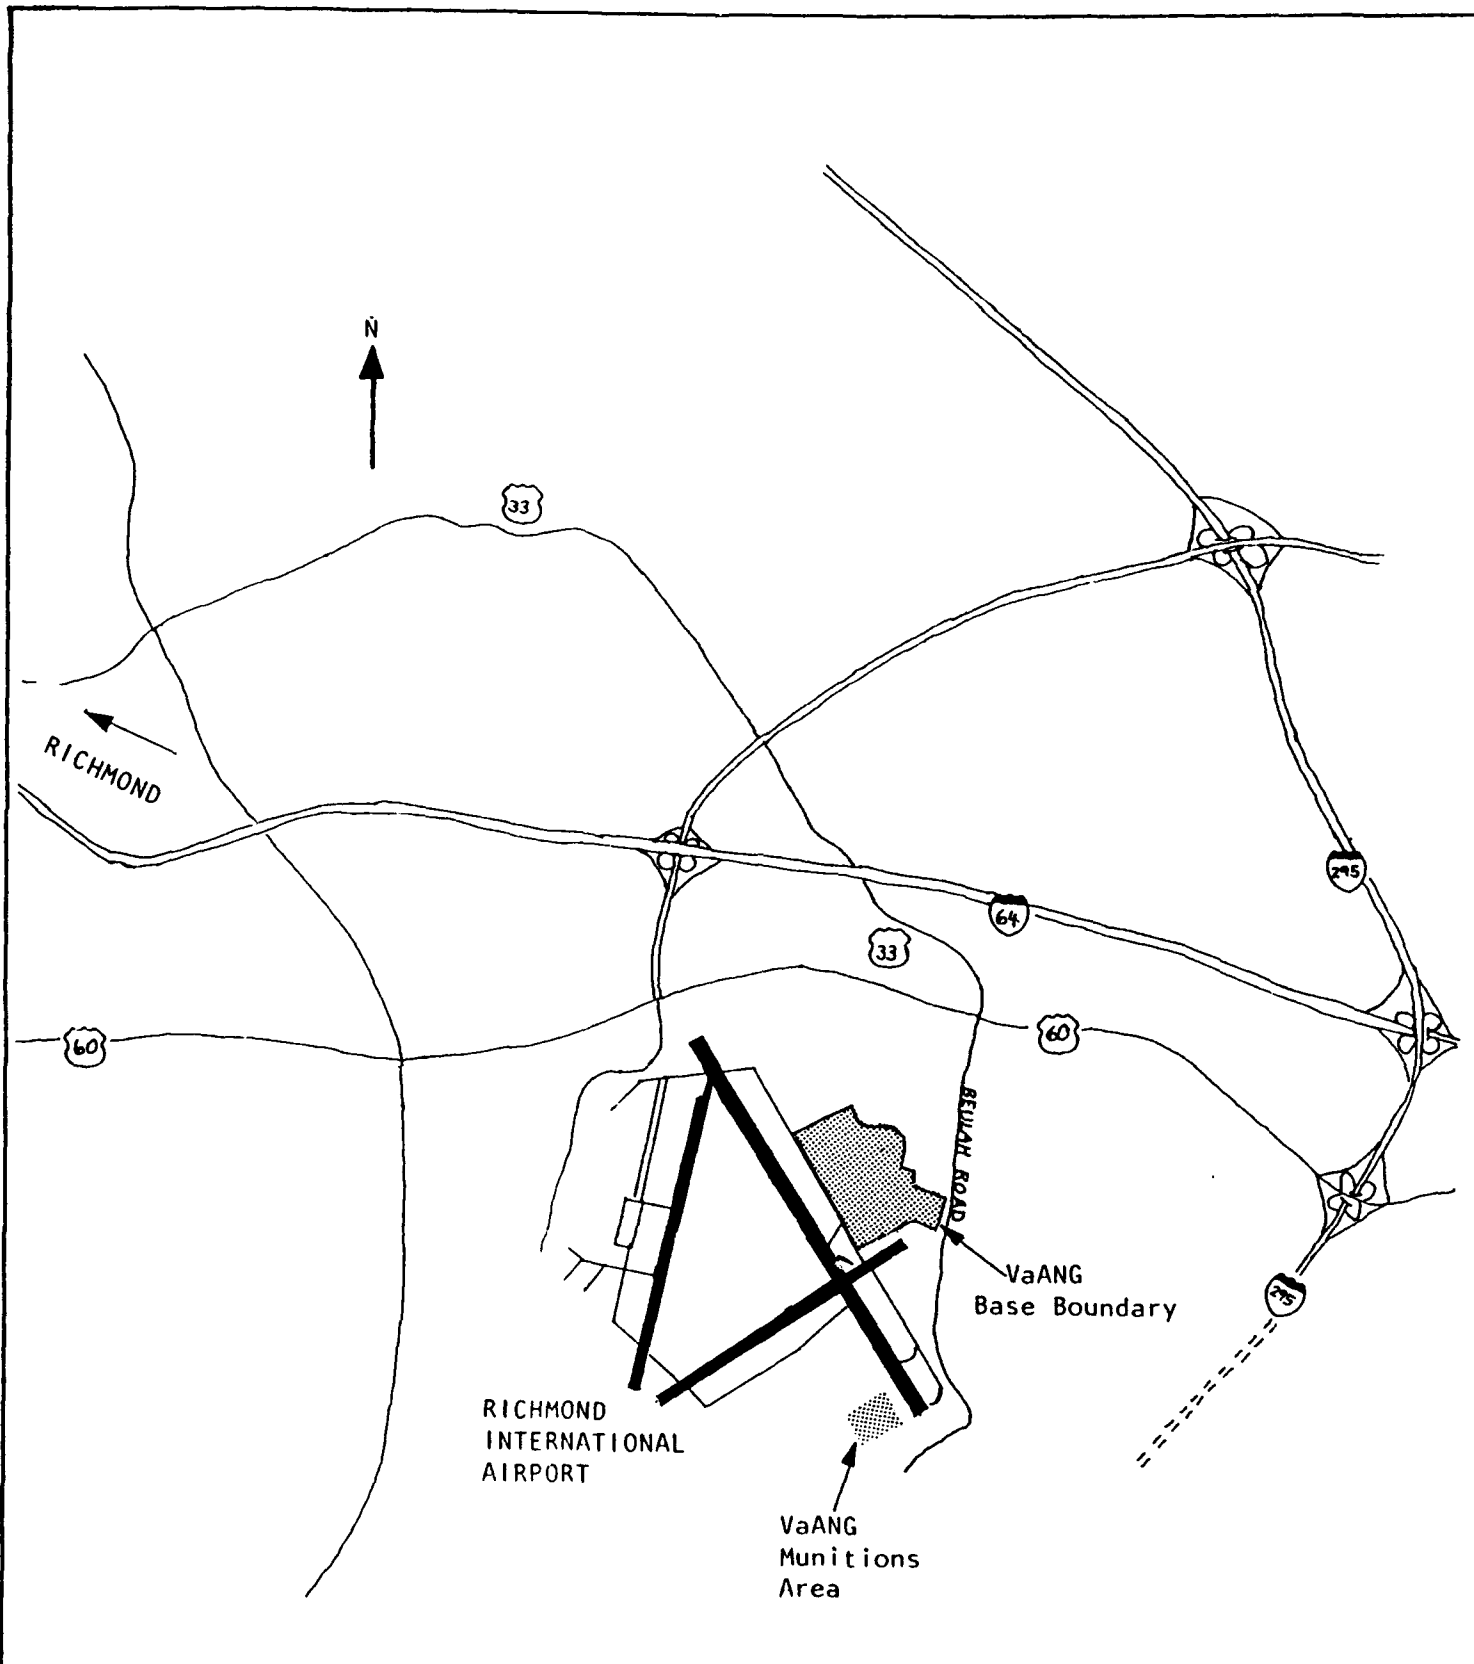 N
33
RICHMOND
295
64
33
60
60
BEULAH ROAD
VaANG
Base Boundary
295
RICHMOND
INTERNATIONAL
AIRPORT
VaANG
Munitions
Area